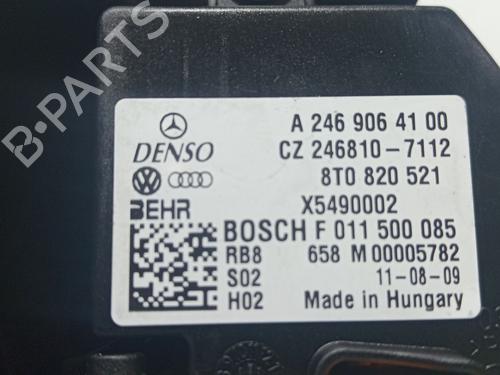 A 246 906 41 00
DENSO CZ 246810-7112
8T0 820 521
BEHR X5490002
BOSCH F 011 500 085
RB8 658 M 00005782
S02 11-08-09
H02 Made in Hungary
B-PARTS